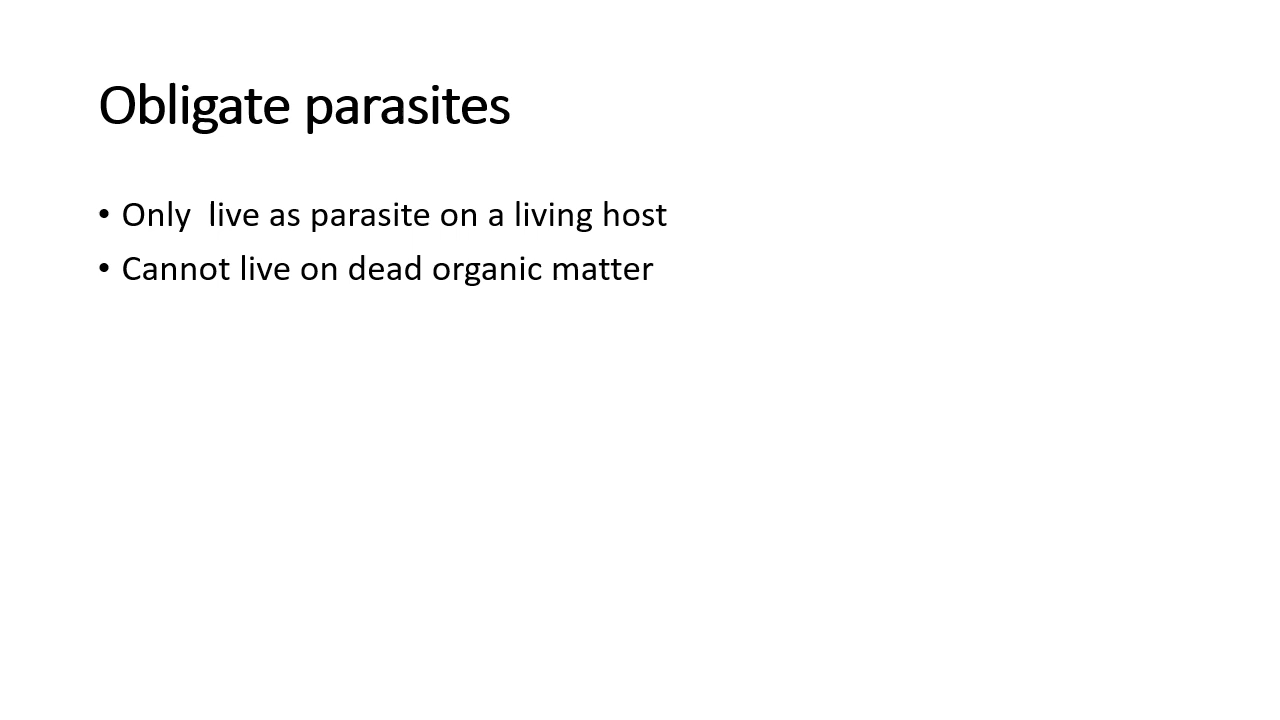 Obligate parasites
• Only  live as parasite on a living host
• Cannot live on dead organic matter